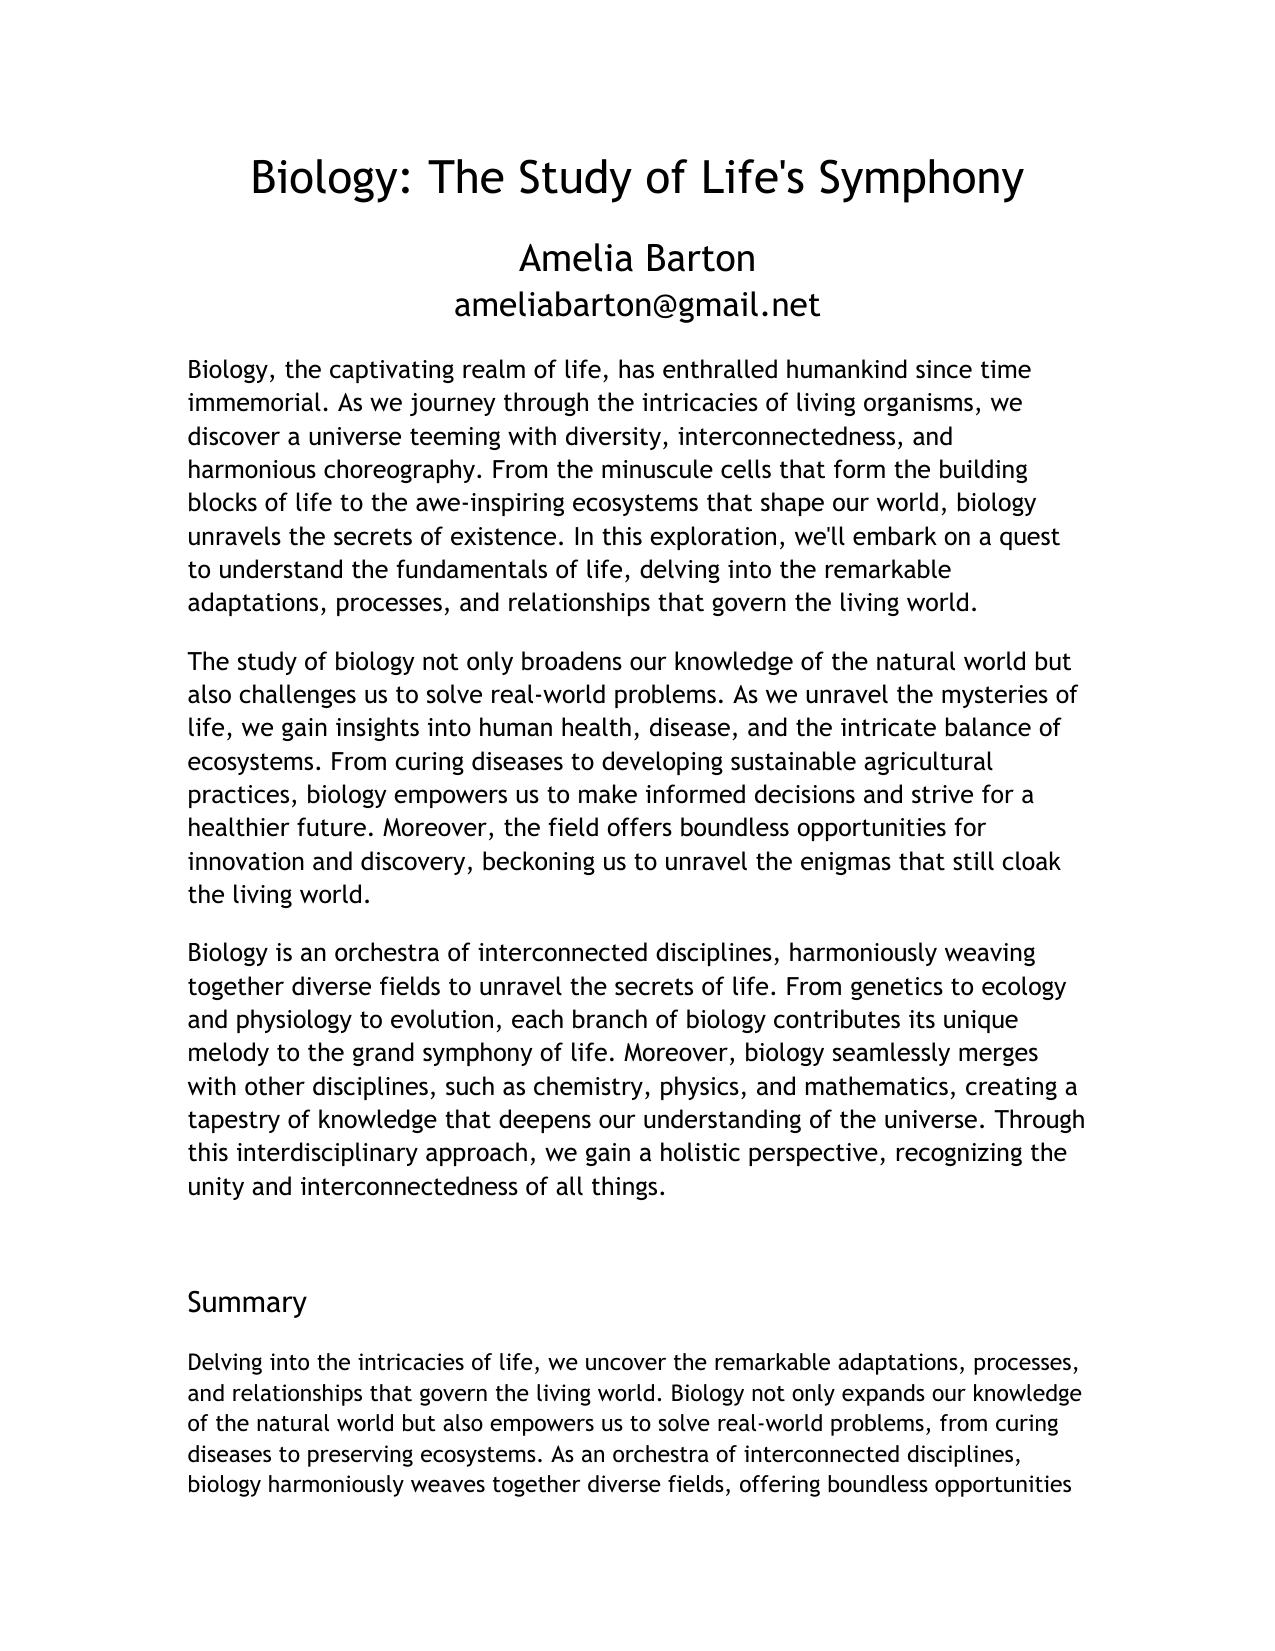 Biology: The Study of Life's Symphony
Amelia Barton
ameliabarton@gmail.net
Biology, the captivating realm of life, has enthralled humankind since time
immemorial. As we journey through the intricacies of living organisms, we
discover a universe teeming with diversity, interconnectedness, and
harmonious choreography. From the minuscule cells that form the building
blocks of life to the awe-inspiring ecosystems that shape our world, biology
unravels the secrets of existence. In this exploration, we'll embark on a quest
to understand the fundamentals of life, delving into the remarkable
adaptations, processes, and relationships that govern the living world.
The study of biology not only broadens our knowledge of the natural world but
also challenges us to solve real-world problems. As we unravel the mysteries of
life, we gain insights into human health, disease, and the intricate balance of
ecosystems. From curing diseases to developing sustainable agricultural
practices, biology empowers us to make informed decisions and strive for a
healthier future. Moreover, the field offers boundless opportunities for
innovation and discovery, beckoning us to unravel the enigmas that still cloak
the living world.
Biology is an orchestra of interconnected disciplines, harmoniously weaving
together diverse fields to unravel the secrets of life. From genetics to ecology
and physiology to evolution, each branch of biology contributes its unique
melody to the grand symphony of life. Moreover, biology seamlessly merges
with other disciplines, such as chemistry, physics, and mathematics, creating a
tapestry of knowledge that deepens our understanding of the universe. Through
this interdisciplinary approach, we gain a holistic perspective, recognizing the
unity and interconnectedness of all things.
Summary
Delving into the intricacies of life, we uncover the remarkable adaptations, processes,
and relationships that govern the living world. Biology not only expands our knowledge
of the natural world but also empowers us to solve real-world problems, from curing
diseases to preserving ecosystems. As an orchestra of interconnected disciplines,
biology harmoniously weaves together diverse fields, offering boundless opportunities